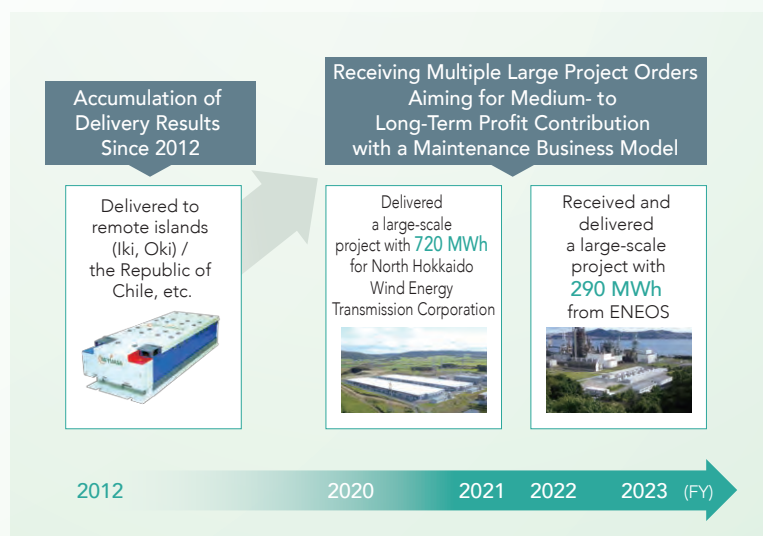 Accumulation of
Delivery Results
Since 2012
Receiving Multiple Large Project Orders
Aiming for Medium- to
Long-Term Profit Contribution
with a Maintenance Business Model
Delivered to
remote islands
(Iki, Oki) /
the Republic of
Chile, etc.
Delivered
a large-scale
project with 720 MWh
for North Hokkaido
Wind Energy
Transmission Corporation
Received and
delivered
a large-scale
project with
290 MWh
from ENEOS
2012
2020
2021
2022
2023
(FY)